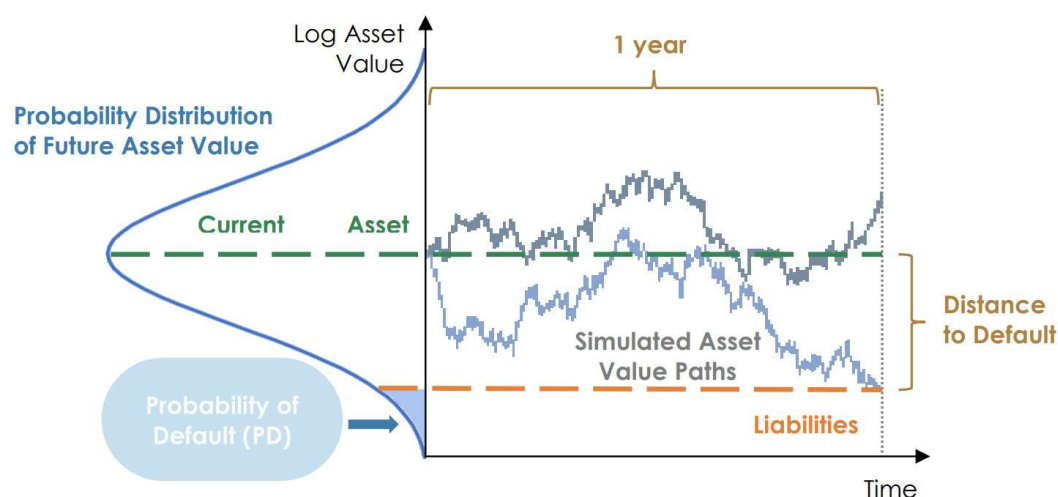 Log Asset
Value
1 year
Probability Distribution
of Future Asset Value
Current Asset
Distance
to Default
Simulated Asset
Value Paths
Probability of
Default (PD)
Liabilities
Time